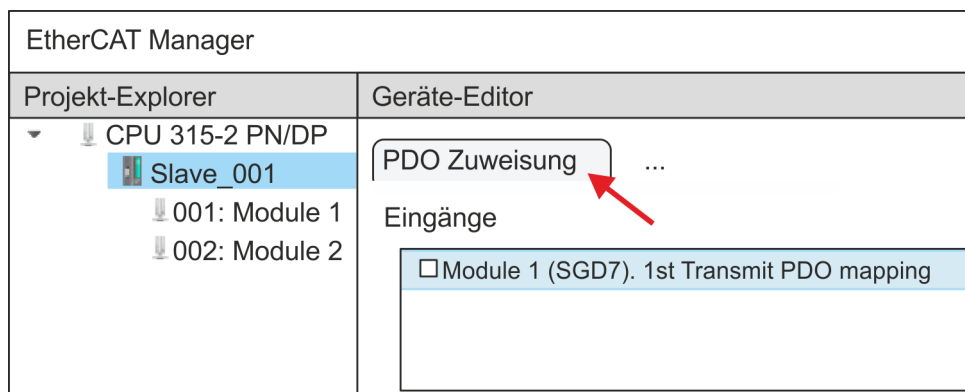 EtherCAT Manager
Projekt-Explorer
Geräte-Editor
CPU 315-2 PN/DP
Slave_001
001: Module 1
002: Module 2
PDO Zuweisung
...
Eingänge
Module 1 (SGD7). 1st Transmit PDO mapping